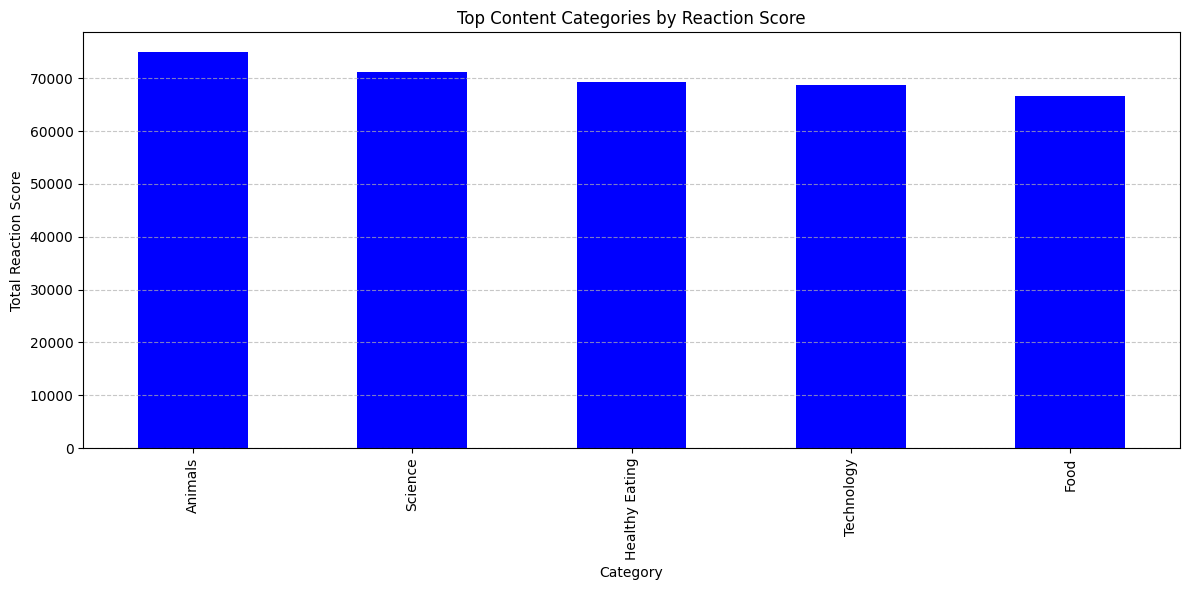 Top Content Categories by Reaction Score
Total Reaction Score
70000
60000
50000
40000
30000
20000
10000
0
Animals
Science
Healthy Eating
Technology
Food
Category